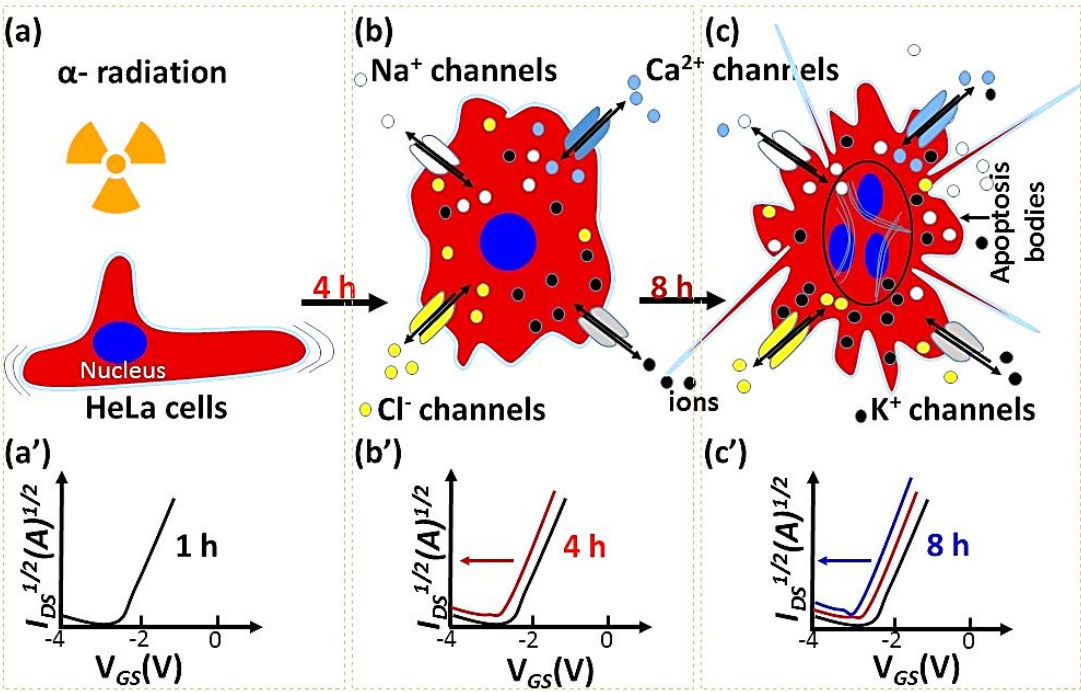 (a)
α- radiation
Nucleus
HeLa cells
4 h
(b)
Na⁺ channels
Cl⁻ channels
ions
8 h
(c)
Ca²⁺ channels
Apoptosis
bodies
K⁺ channels
(a’)
I_DS^1/2(A)^1/2
1 h
-4
-2
0
V_GS(V)
(b’)
I_DS^1/2(A)^1/2
4 h
-4
-2
0
V_GS(V)
(c’)
I_DS^1/2(A)^1/2
8 h
-4
-2
0
V_GS(V)